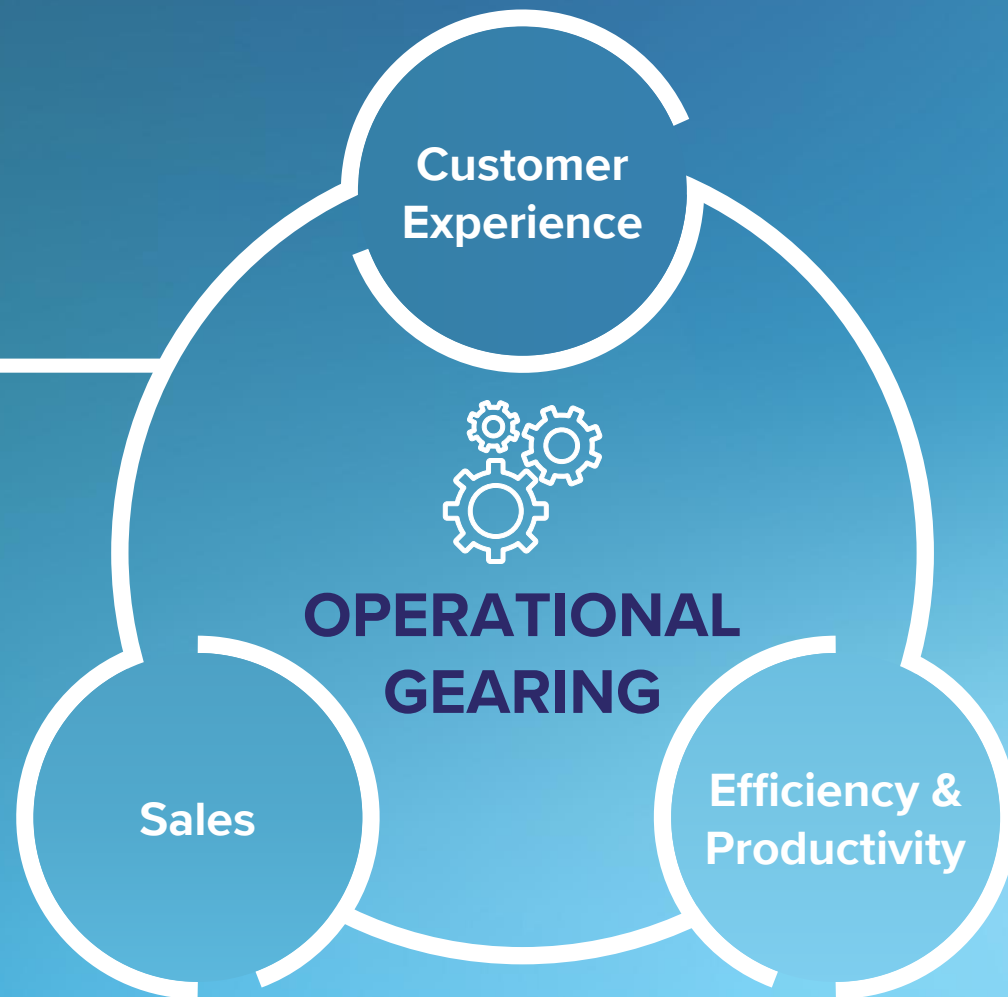 Customer
Experience
OPERATIONAL
GEARING
Sales
Efficiency &
Productivity